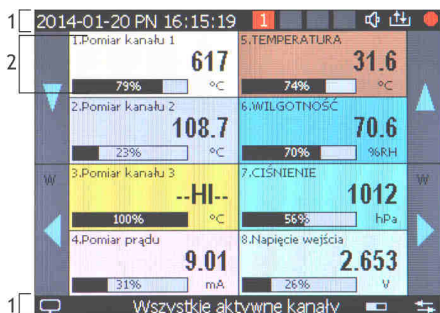 1 2014-01-20 PN 16:15:19 1
2
1.Pomiar kanału 1
617
79% °C
5.TEMPERATURA
31.6
74% °C
2.Pomiar kanału 2
108.7
23% °C
6.WILGOTNOŚĆ
70.6
70% %RH
W
3.Pomiar kanału 3
--HI--
100% °C
7.CIŚNIENIE
1012
56% hPa
W
4.Pomiar prądu
9.01
31% mA
8.Napięcie wejścia
2.653
26% V
1 Wszystkie aktywne kanały